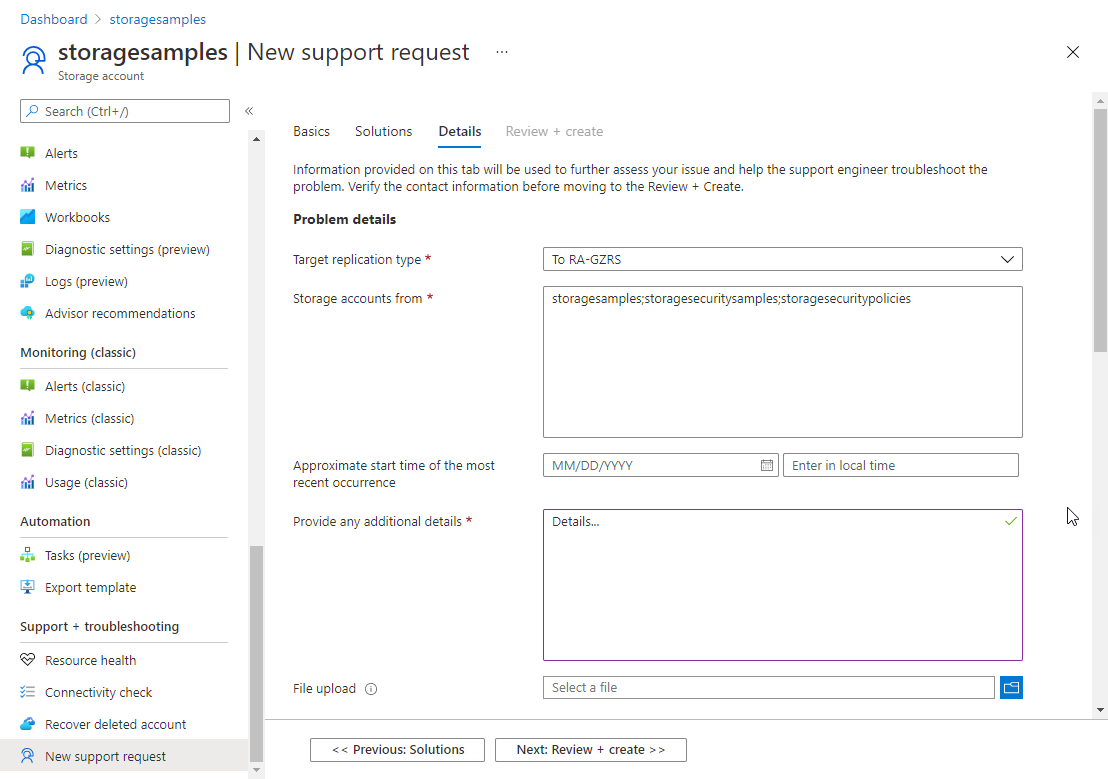 Dashboard > storagesamples
storagesamples | New support request ...
Storage account
Search (Ctrl+/) «
Alerts
Metrics
Workbooks
Diagnostic settings (preview)
Logs (preview)
Advisor recommendations
Monitoring (classic)
Alerts (classic)
Metrics (classic)
Diagnostic settings (classic)
Usage (classic)
Automation
Tasks (preview)
Export template
Support + troubleshooting
Resource health
Connectivity check
Recover deleted account
New support request
Basics Solutions Details Review + create
Information provided on this tab will be used to further assess your issue and help the support engineer troubleshoot the
problem. Verify the contact information before moving to the Review + Create.
Problem details
Target replication type * To RA-GZRS
Storage accounts from * storagesamples;storagesecuritysamples;storagesecuritypolicies
Approximate start time of the most
recent occurrence
MM/DD/YYYY Enter in local time
Provide any additional details * Details...
File upload Select a file
<< Previous: Solutions Next: Review + create >>